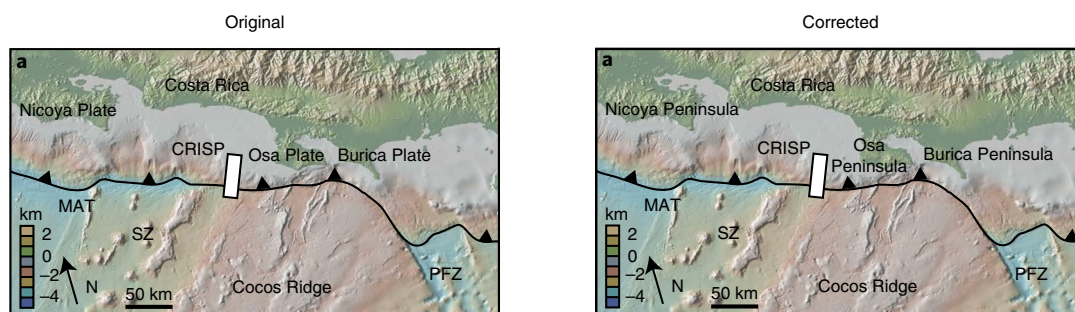 Original
a
Costa Rica
Nicoya Plate
CRISP
Osa Plate
Burica Plate
MAT
km
2
0
−2
−4
SZ
N
50 km
Cocos Ridge
PFZ
Corrected
a
Costa Rica
Nicoya Peninsula
CRISP
Osa
Peninsula
Burica Peninsula
MAT
km
2
0
−2
−4
SZ
N
50 km
Cocos Ridge
PFZ